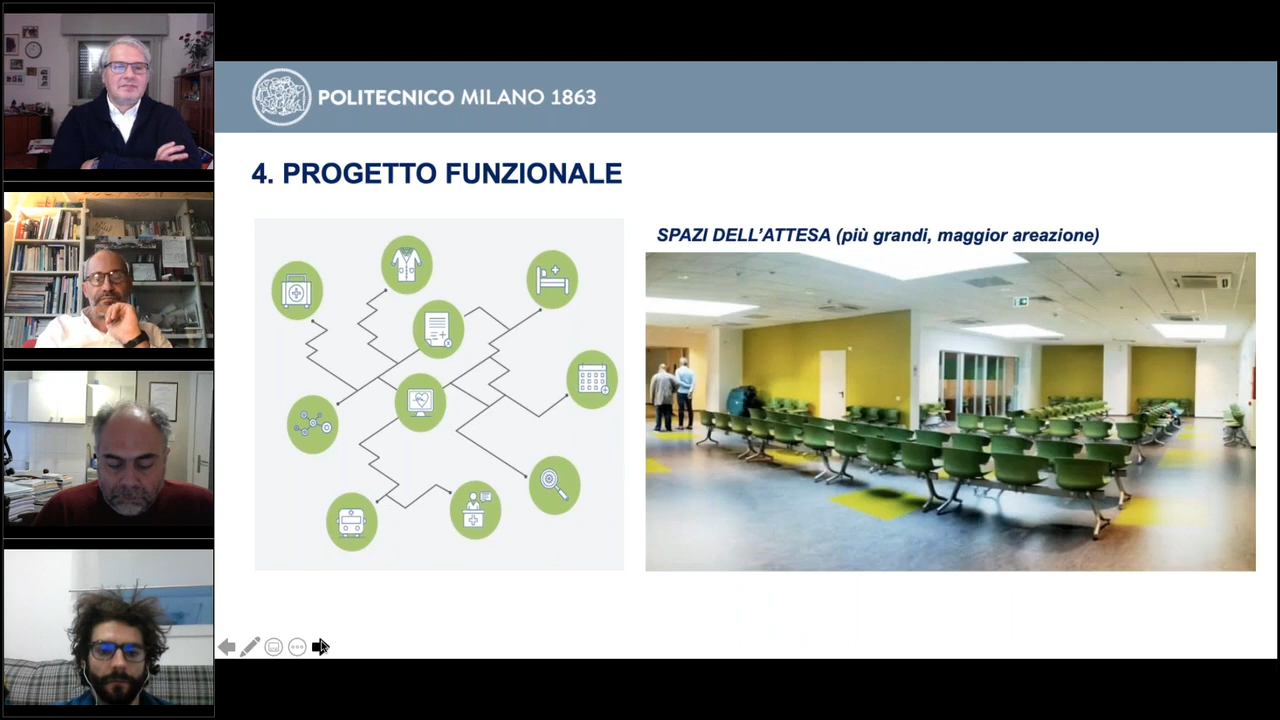 POLITECNICO MILANO 1863
4. PROGETTO FUNZIONALE
SPAZI DELL'ATTESA (più grandi, maggior areazione)